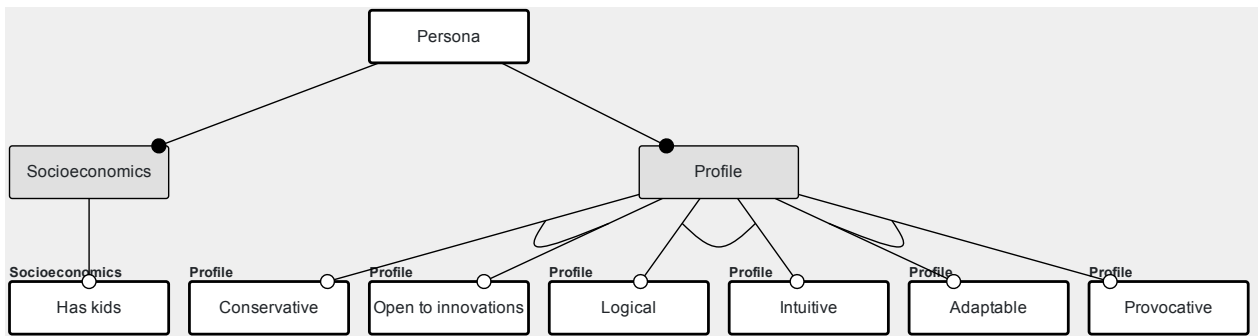 Persona
Socioeconomics
Profile
Socioeconomics
Profile
Profile
Profile
Profile
Profile
Profile
Has kids
Conservative
Open to innovations
Logical
Intuitive
Adaptable
Provocative